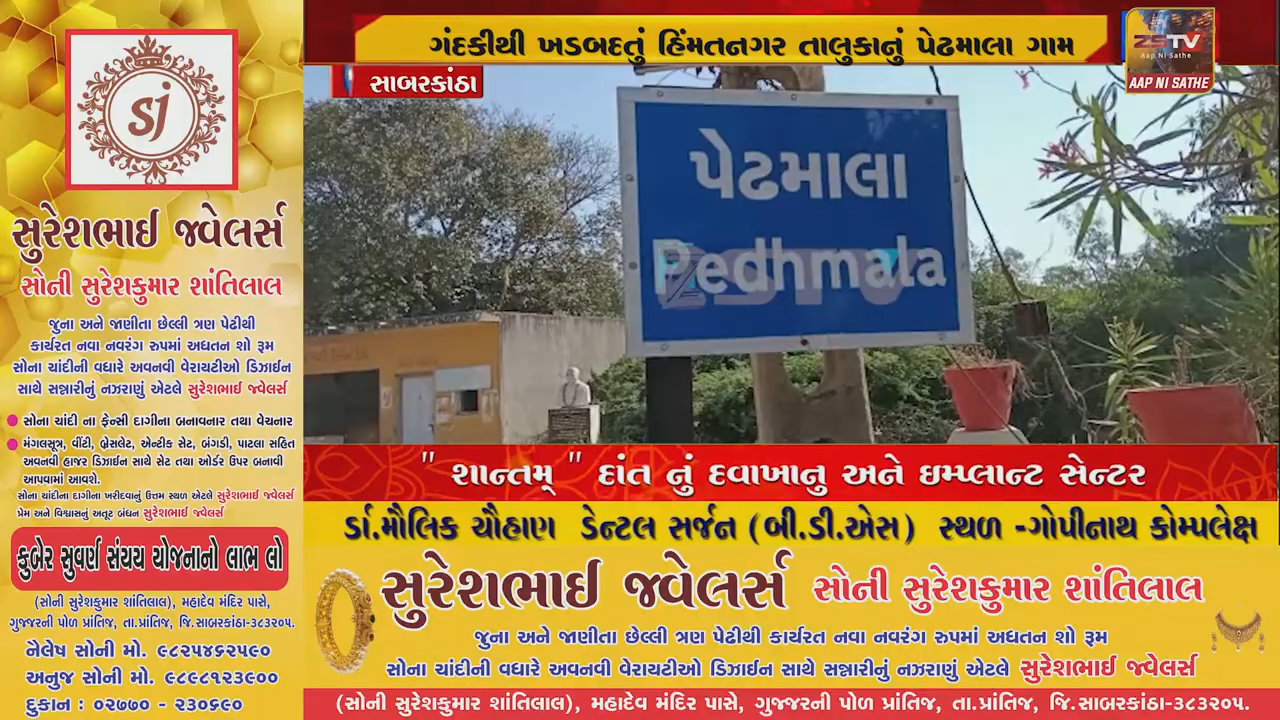 sj
સુરેશભાઈ જ્વેલર્સ
સોની સુરેશકુમાર શાંતિલાલ
જુના અને જાણીતા છેલ્લી ત્રણ પેઢીથી
કાર્યરત નવા નવરંગ રુપમાં અધતન શો રૂમ
સોના ચાંદીની વધારે અવનવી વેરાયટીઓ ડિઝાઈન
સાથે સન્નારીનું નઝરાણું એટલે સુરેશભાઈ જ્વેલર્સ
સોના ચાંદી ના ફેન્સી દાગીના બનાવનાર તથા વેચનાર
મંગલસૂત્ર, વીંટી, બ્રેસલેટ, એન્ટીક સેટ, બંગડી, પાટલા સહિત
અવનવી હાજર ડિઝાઈન સાથે સેટ તથા ઓર્ડર ઉપર બનાવી
આપવામાં આવશે.
સોના ચાંદીના દાગીના ખરીદવાનું ઉત્તમ સ્થળ એટલે સુરેશભાઈ જ્વેલર્સ
પ્રેમ અને વિશ્વાસનું અતૂટ બંધન સુરેશભાઈ જ્વેલર્સ
કુબેર સુવર્ણ સંચય યોજનાનો લાભ લો
(સોની સુરેશકુમાર શાંતિલાલ), મહાદેવ મંદિર પાસે,
ગુજ્જરની પોળ પ્રાંતિજ, તા.પ્રાંતિજ, જિ.સાબરકાંઠા-૩૮૩૨૦૫.
નૈલેષ સોની મો. ૯૮૨૫૪૬૨૫૯૦
અનુજ સોની મો. ૯૮૯૮૧૨૩૯૦૦
દુકાન : ૦૨૭૭૦ - ૨૩૦૬૯૦
ગંદકીથી ખડબદતું હિંમતનગર તાલુકાનું પેઢમાલા ગામ
ZSTV
Aap Ni Sathe
AAP NI SATHE
સાબરકાંઠા
પેઢમાલા
Pedhmala
ZSTV
" શાન્તમ્ " દાંત નું દવાખાનુ અને ઇમ્પ્લાન્ટ સેન્ટર
ર્ડા.મૌલિક ચૌહાણ ડેન્ટલ સર્જન (બી.ડી.એસ) સ્થળ -ગોપીનાથ કોમ્પલેક્ષ
સુરેશભાઈ જ્વેલર્સ સોની સુરેશકુમાર શાંતિલાલ
જુના અને જાણીતા છેલ્લી ત્રણ પેઢીથી કાર્યરત નવા નવરંગ રુપમાં અધતન શો રૂમ
સોના ચાંદીની વધારે અવનવી વેરાયટીઓ ડિઝાઈન સાથે સન્નારીનું નઝરાણું એટલે સુરેશભાઈ જ્વેલર્સ
(સોની સુરેશકુમાર શાંતિલાલ), મહાદેવ મંદિર પાસે, ગુજ્જરની પોળ પ્રાંતિજ, તા.પ્રાંતિજ, જિ.સાબરકાંઠા-૩૮૩૨૦૫.